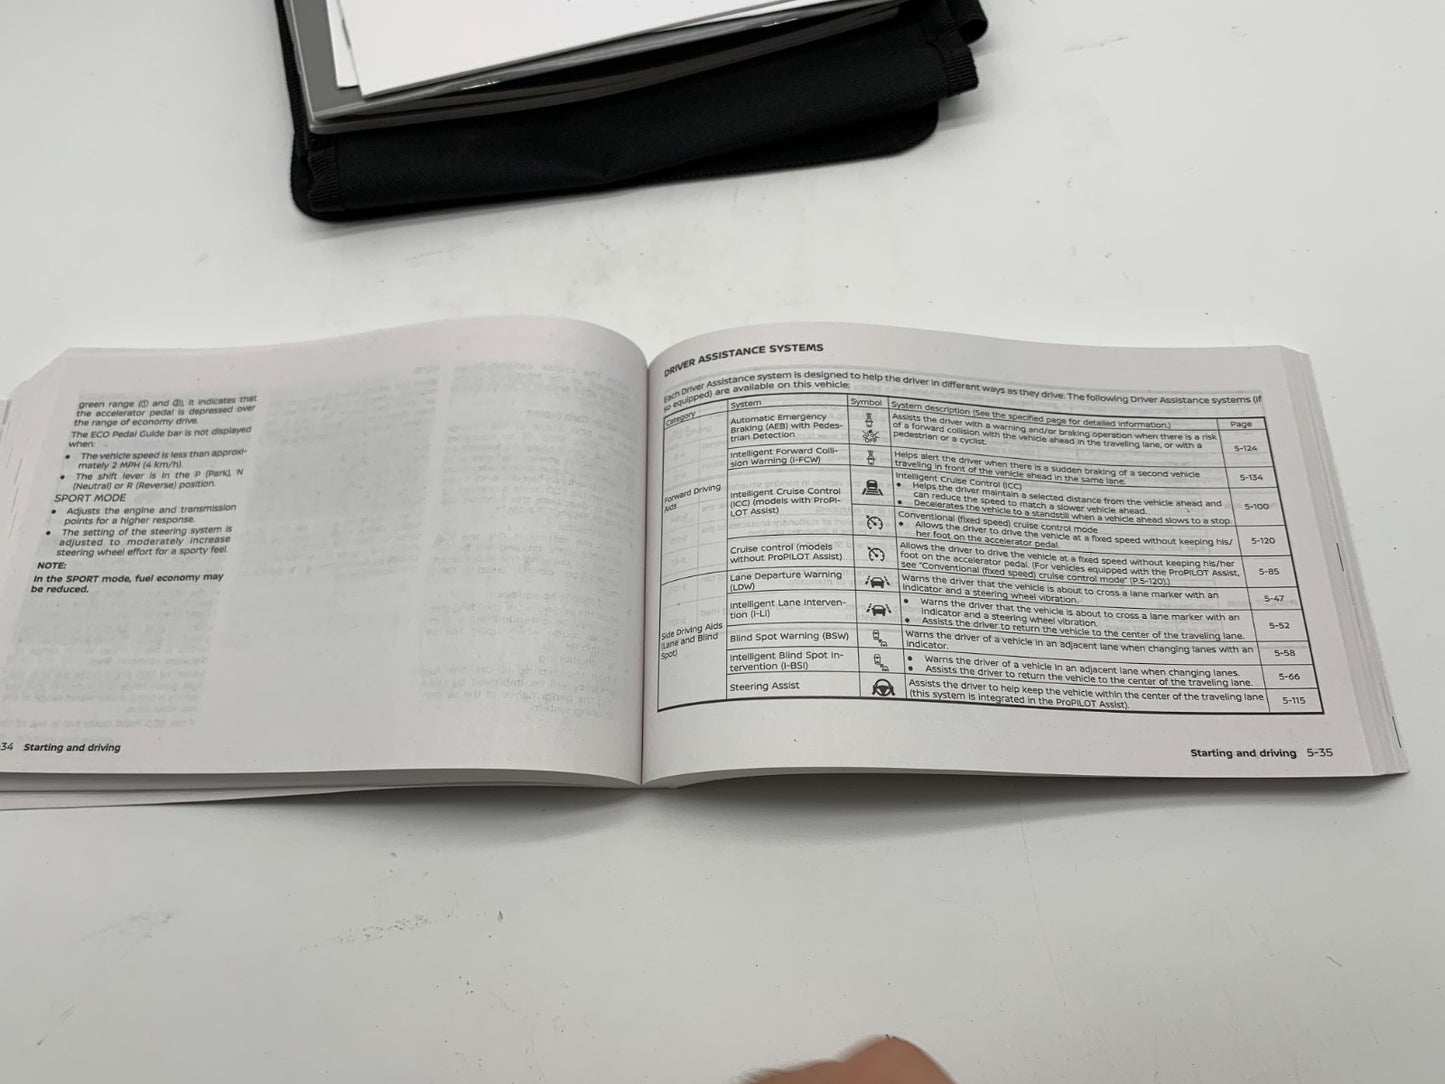 green range (① and ②), it indicates that
the accelerator pedal is depressed over
the range of economy drive.
The ECO Pedal Guide bar is not displayed
when:
● The vehicle speed is less than approxi-
mately 2 MPH (4 km/h).
● The shift lever is in the P (Park), N
(Neutral) or R (Reverse) position.
SPORT MODE
● Adjusts the engine and transmission
points for a higher response.
● The setting of the steering system is
adjusted to moderately increase
steering wheel effort for a sporty feel.
NOTE:
In the SPORT mode, fuel economy may
be reduced.
34 Starting and driving
DRIVER ASSISTANCE SYSTEMS
Each Driver Assistance system is designed to help the driver in different ways as they drive. The following Driver Assistance systems (if
so equipped) are available on this vehicle:
Category System Symbol System description (See the specified page for detailed information.) Page
Forward Driving
Aids
Automatic Emergency
Braking (AEB) with Pedes-
trian Detection
OFF
Assists the driver with a warning and/or braking operation when there is a risk
of a forward collision with the vehicle ahead in the traveling lane, or with a
pedestrian or a cyclist.
5-124
Intelligent Forward Colli-
sion Warning (I-FCW)
Helps alert the driver when there is a sudden braking of a second vehicle
traveling in front of the vehicle ahead in the same lane.
5-134
Intelligent Cruise Control
(ICC) (models with ProPI-
LOT Assist)
Intelligent Cruise Control (ICC)
● Helps the driver maintain a selected distance from the vehicle ahead and
can reduce the speed to match a slower vehicle ahead.
● Decelerates the vehicle to a standstill when a vehicle ahead slows to a stop.
5-100
Conventional (fixed speed) cruise control mode
● Allows the driver to drive the vehicle at a fixed speed without keeping his/
her foot on the accelerator pedal.
5-120
Cruise control (models
without ProPILOT Assist)
Allows the driver to drive the vehicle at a fixed speed without keeping his/her
foot on the accelerator pedal. (For vehicles equipped with the ProPILOT Assist,
see "Conventional (fixed speed) cruise control mode" (P.5-120).)
5-85
Side Driving Aids
(Lane and Blind
Spot)
Lane Departure Warning
(LDW)
Warns the driver that the vehicle is about to cross a lane marker with an
indicator and a steering wheel vibration.
5-47
Intelligent Lane Interven-
tion (I-LI)
● Warns the driver that the vehicle is about to cross a lane marker with an
indicator and a steering wheel vibration.
● Assists the driver to return the vehicle to the center of the traveling lane.
5-52
Blind Spot Warning (BSW)
Warns the driver of a vehicle in an adjacent lane when changing lanes with an
indicator.
5-58
Intelligent Blind Spot In-
tervention (I-BSI)
● Warns the driver of a vehicle in an adjacent lane when changing lanes.
● Assists the driver to return the vehicle to the center of the traveling lane.
5-66
Steering Assist
Assists the driver to help keep the vehicle within the center of the traveling lane
(this system is integrated in the ProPILOT Assist).
5-115
Starting and driving 5-35